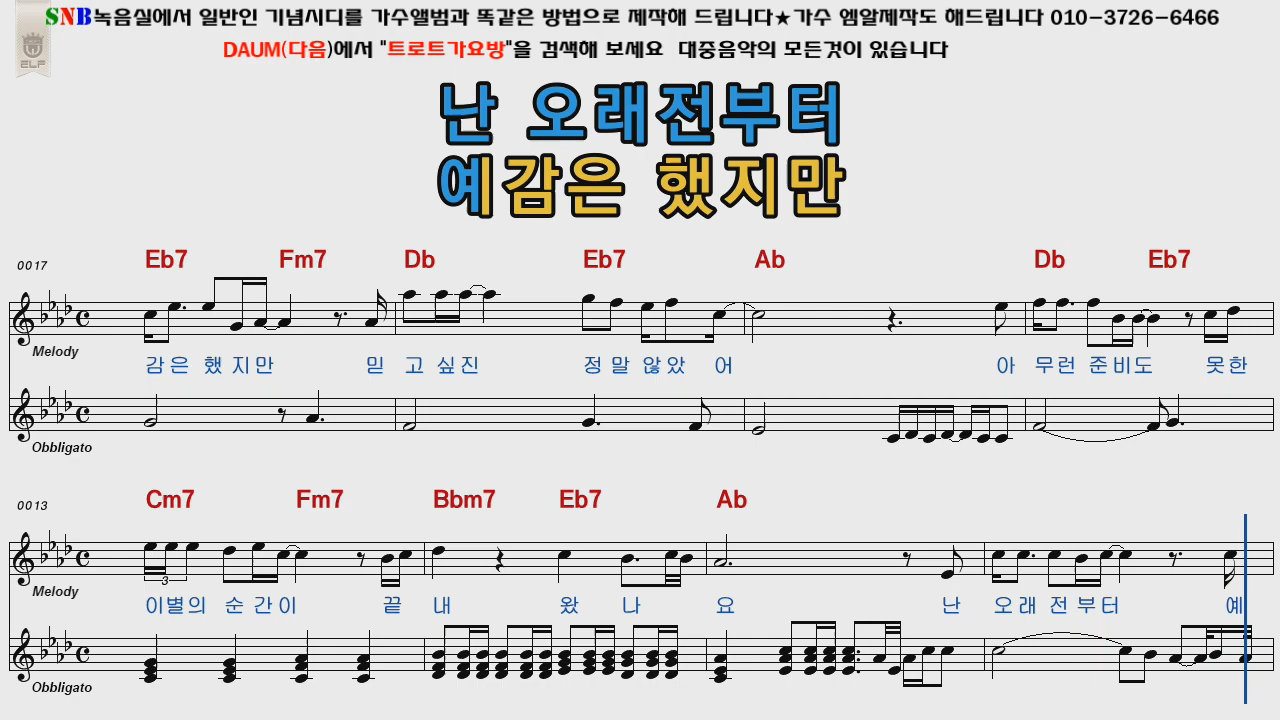 SNB녹음실에서 일반인 기념시디를 가수앨범과 똑같은 방법으로 제작해 드립니다★가수 엠알제작도 해드립니다 010-3726-6466
ELF
DAUM(다음)에서 "트로트가요방"을 검색해 보세요 대중음악의 모든것이 있습니다
난 오래전부터
예감은 했지만
0017 Eb7 Fm7 Db Eb7 Ab Db Eb7
Melody
감은 했지만 믿고 싶진 정말 않았어 아무런 준비도 못한
Obbligato
0013 Cm7 Fm7 Bbm7 Eb7 Ab
3
Melody
이별의 순간이 끝내 왔나요 난 오래전부터 예
Obbligato